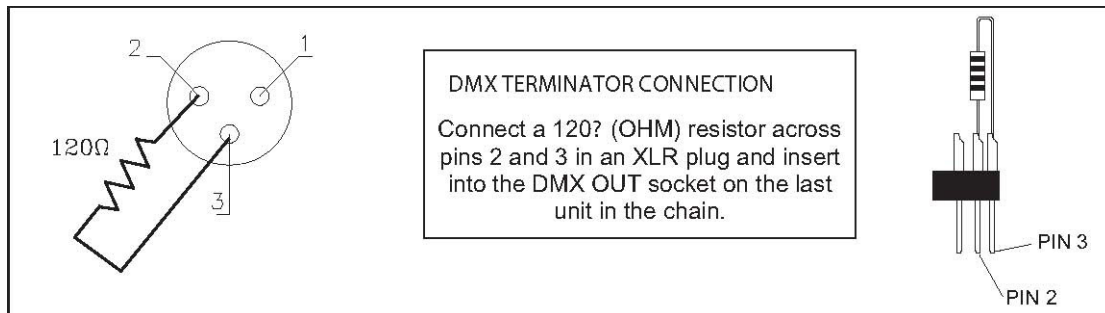 2
1
120Ω
3
DMX TERMINATOR CONNECTION
Connect a 120? (OHM) resistor across
pins 2 and 3 in an XLR plug and insert
into the DMX OUT socket on the last
unit in the chain.
PIN 3
PIN 2